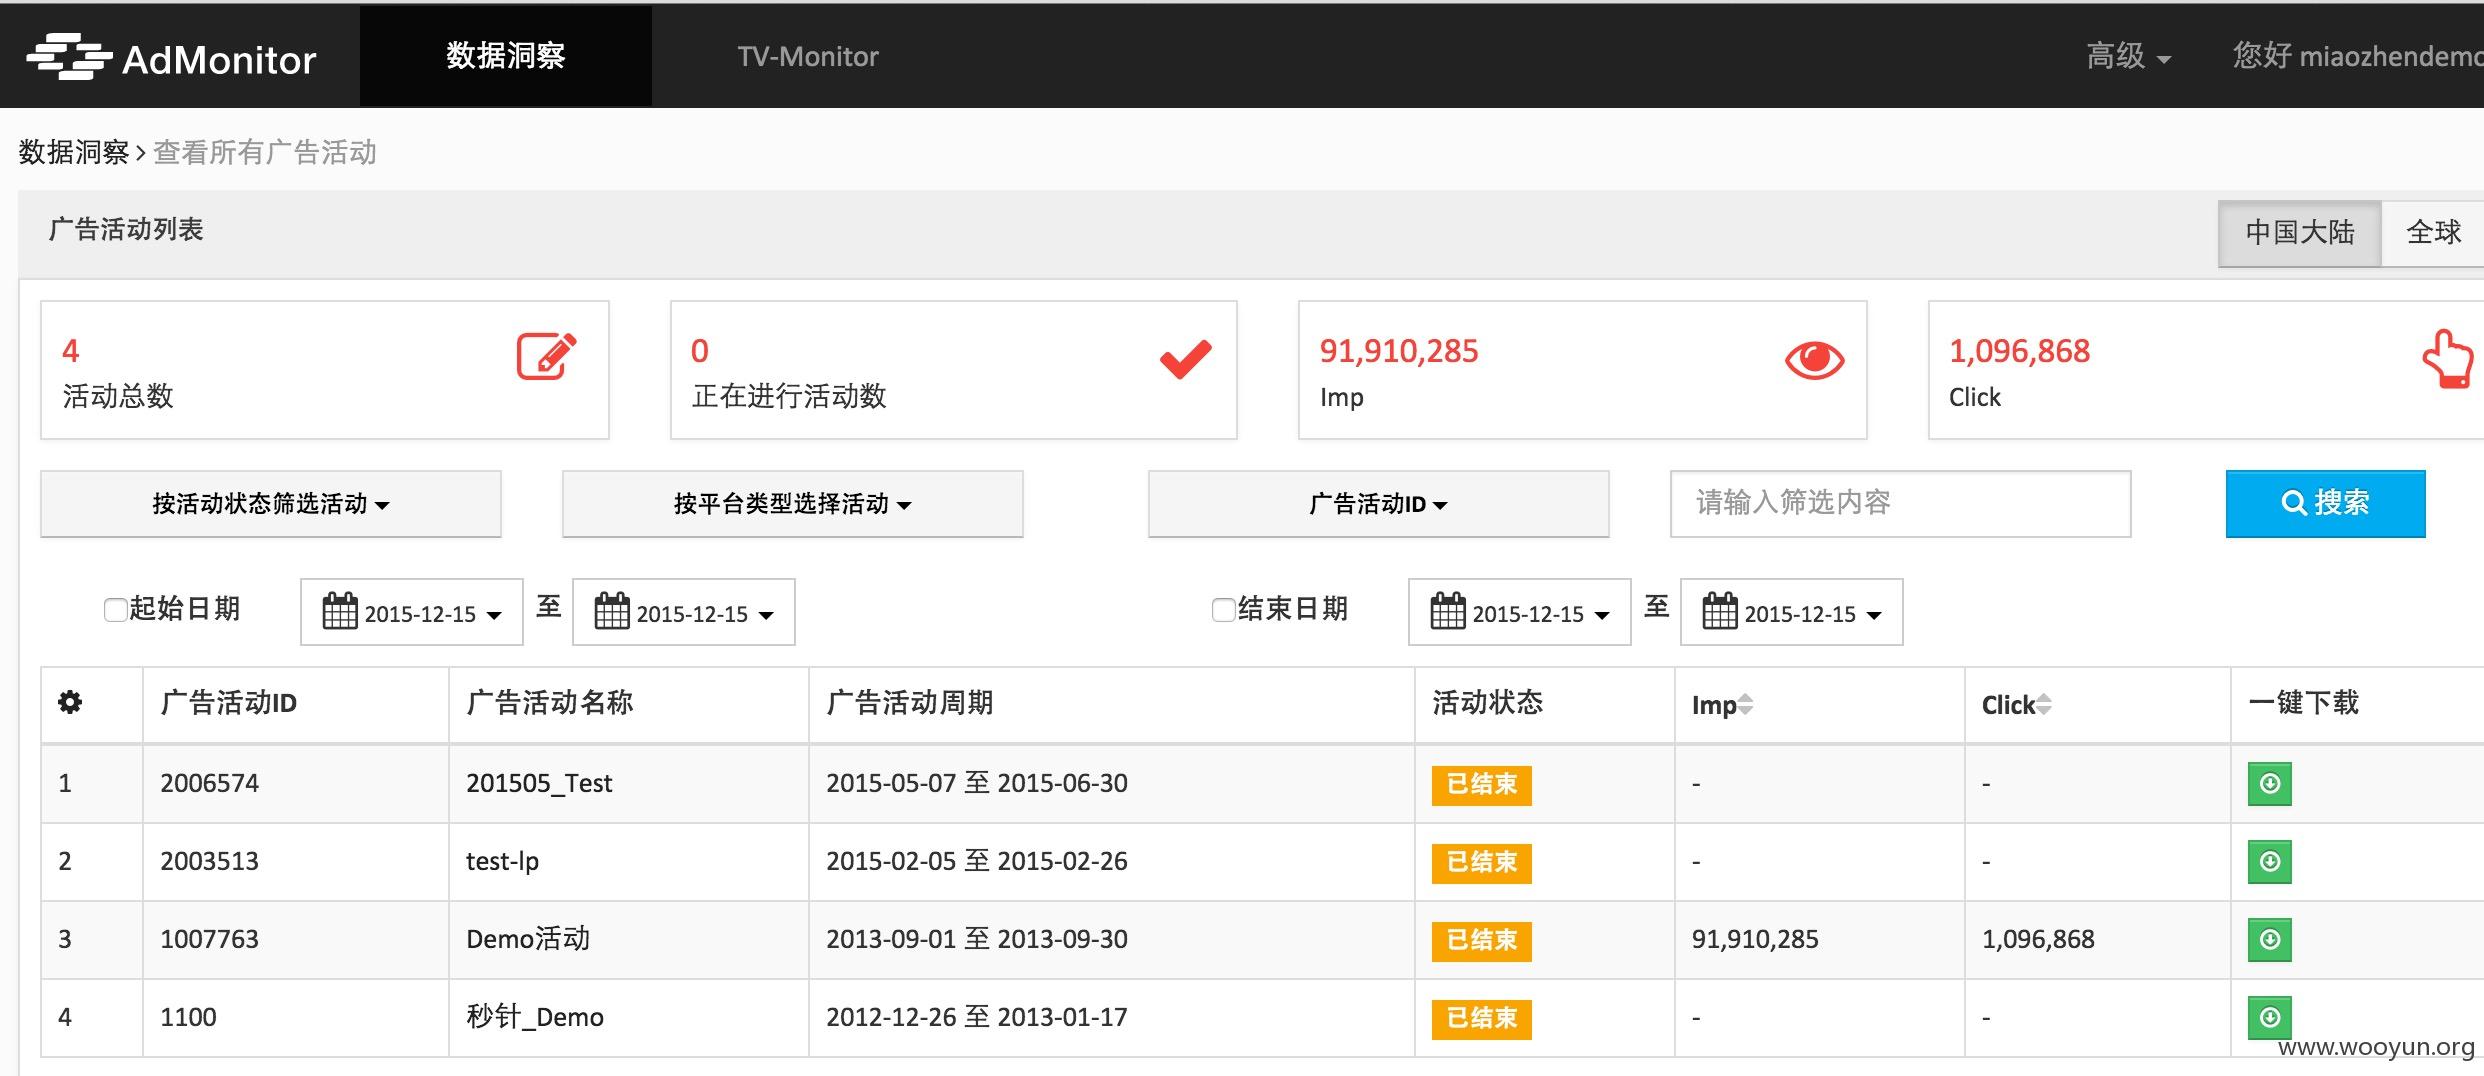 AdMonitor 数据洞察 TV-Monitor 高级 您好 miaozhendemo
数据洞察 > 查看所有广告活动
广告活动列表 中国大陆 全球
4 0 91,910,285 1,096,868
活动总数 正在进行活动数 Imp Click
按活动状态筛选活动 按平台类型选择活动 广告活动ID 请输入筛选内容 搜索
起始日期 2015-12-15 至 2015-12-15 结束日期 2015-12-15 至 2015-12-15
广告活动ID 广告活动名称 广告活动周期 活动状态 Imp Click 一键下载
1 2006574 201505_Test 2015-05-07 至 2015-06-30 已结束 - -
2 2003513 test-lp 2015-02-05 至 2015-02-26 已结束 - -
3 1007763 Demo活动 2013-09-01 至 2013-09-30 已结束 91,910,285 1,096,868
4 1100 秒针_Demo 2012-12-26 至 2013-01-17 已结束 - -
www.wooyun.org